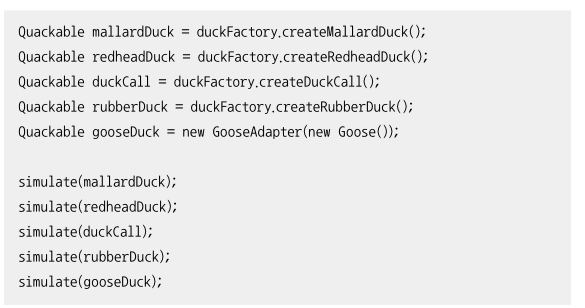 Quackable mallardDuck = duckFactory.createMallardDuck();
Quackable redheadDuck = duckFactory.createRedheadDuck();
Quackable duckCall = duckFactory.createDuckCall();
Quackable rubberDuck = duckFactory.createRubberDuck();
Quackable gooseDuck = new GooseAdapter(new Goose());

simulate(mallardDuck);
simulate(redheadDuck);
simulate(duckCall);
simulate(rubberDuck);
simulate(gooseDuck);